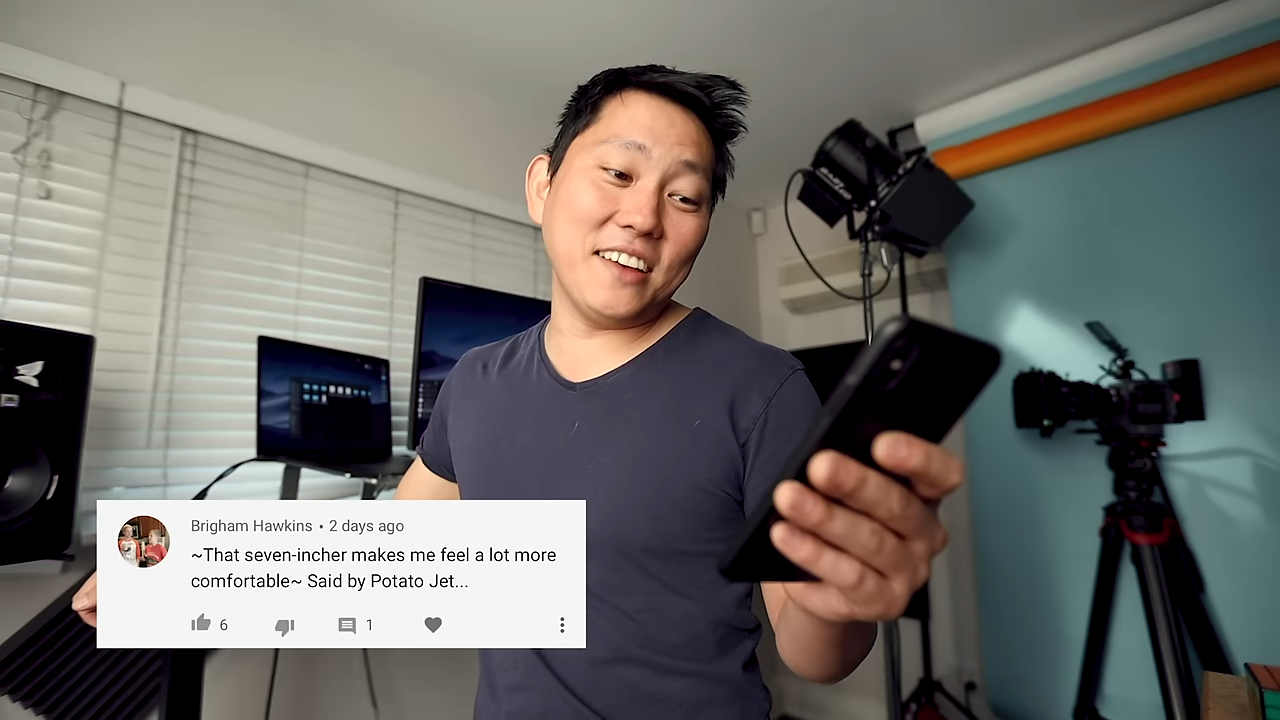 Brigham Hawkins • 2 days ago
~That seven-incher makes me feel a lot more
comfortable~ Said by Potato Jet...
6
1